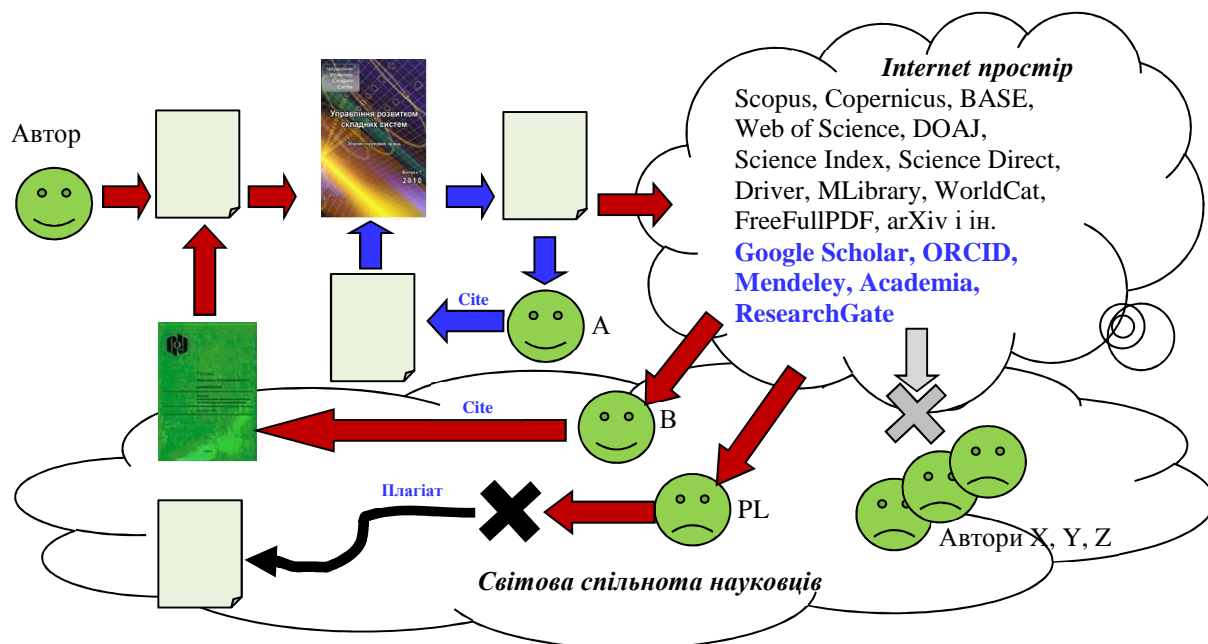 Автор
Управління розвитком
складних систем
2010
Internet простір
Scopus, Copernicus, BASE,
Web of Science, DOAJ,
Science Index, Science Direct,
Driver, MLibrary, WorldCat,
FreeFullPDF, arXiv і ін.
Google Scholar, ORCID,
Mendeley, Academia,
ResearchGate
Cite
A
Cite
B
Плагіат
PL
Автори X, Y, Z
Світова спільнота науковців